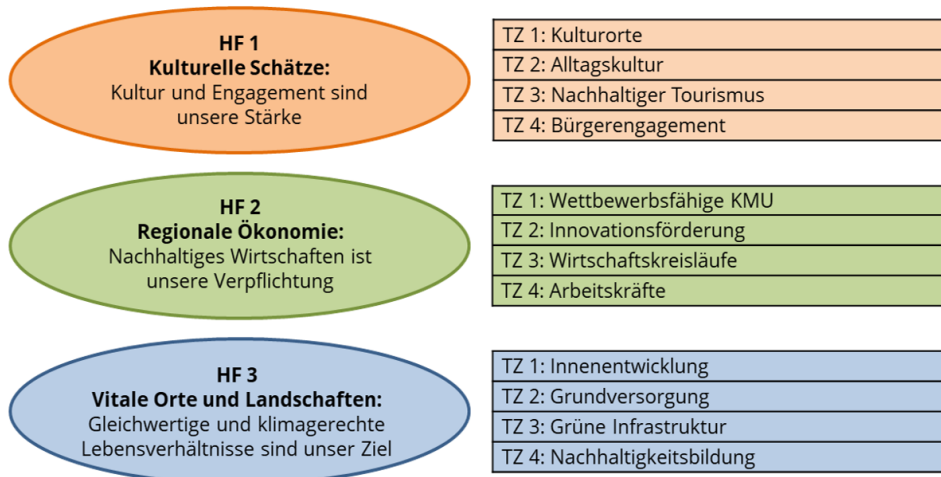 HF 1
Kulturelle Schätze:
Kultur und Engagement sind
unsere Stärke
TZ 1: Kulturorte
TZ 2: Alltagskultur
TZ 3: Nachhaltiger Tourismus
TZ 4: Bürgerengagement
HF 2
Regionale Ökonomie:
Nachhaltiges Wirtschaften ist
unsere Verpflichtung
TZ 1: Wettbewerbsfähige KMU
TZ 2: Innovationsförderung
TZ 3: Wirtschaftskreisläufe
TZ 4: Arbeitskräfte
HF 3
Vitale Orte und Landschaften:
Gleichwertige und klimagerechte
Lebensverhältnisse sind unser Ziel
TZ 1: Innenentwicklung
TZ 2: Grundversorgung
TZ 3: Grüne Infrastruktur
TZ 4: Nachhaltigkeitsbildung